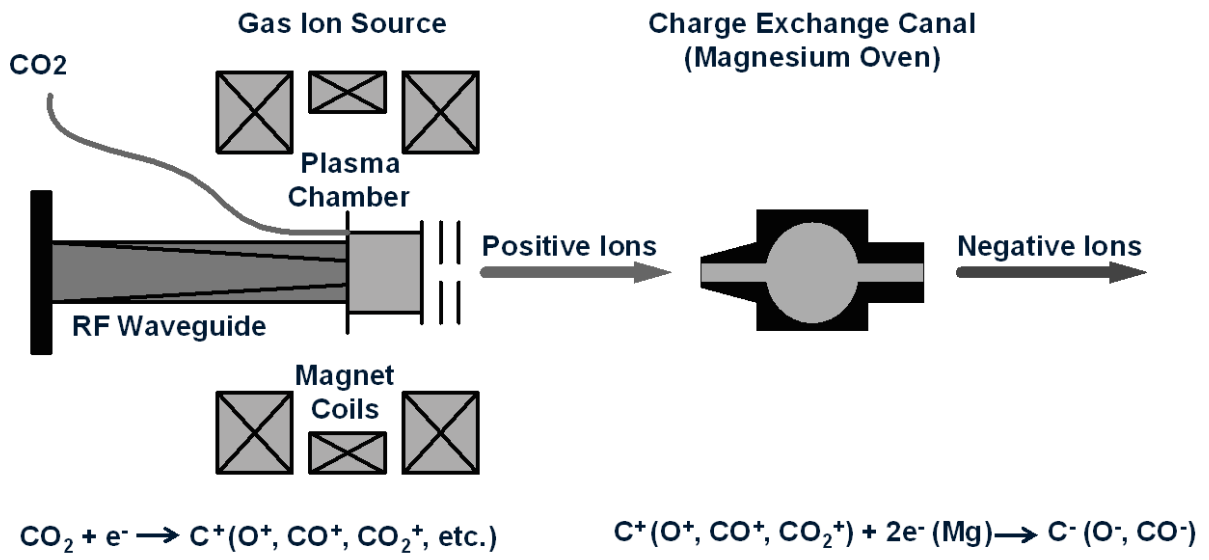 Gas Ion Source
Charge Exchange Canal
(Magnesium Oven)
CO2
Plasma
Chamber
Positive Ions
Negative Ions
RF Waveguide
Magnet
Coils
CO₂ + e⁻ → C⁺(O⁺, CO⁺, CO₂⁺, etc.)
C⁺(O⁺, CO⁺, CO₂⁺) + 2e⁻ (Mg) → C⁻ (O⁻, CO⁻)